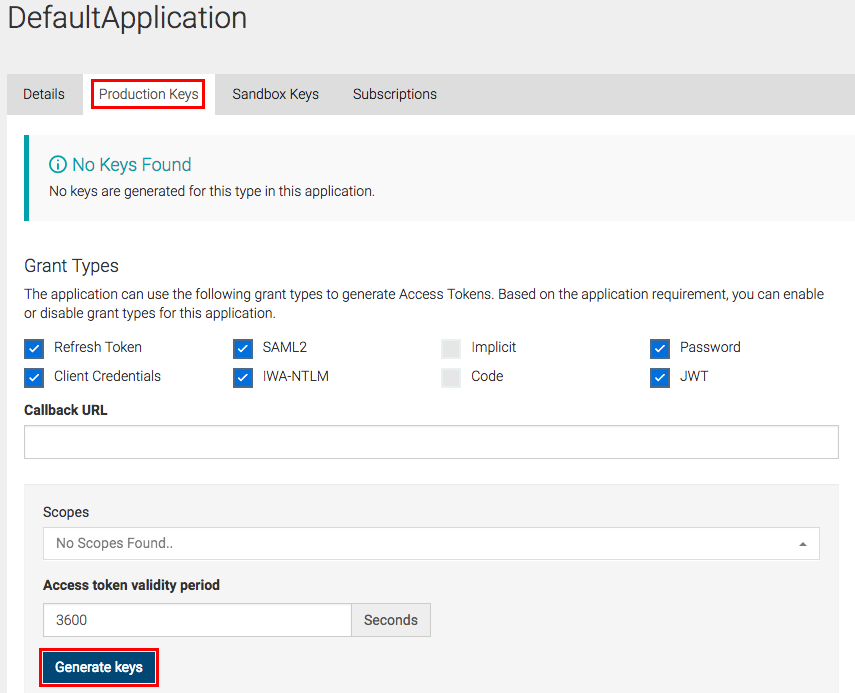 DefaultApplication
Details Production Keys Sandbox Keys Subscriptions
No Keys Found
No keys are generated for this type in this application.
Grant Types
The application can use the following grant types to generate Access Tokens. Based on the application requirement, you can enable
or disable grant types for this application.
Refresh Token SAML2 Implicit Password
Client Credentials IWA-NTLM Code JWT
Callback URL
Scopes
No Scopes Found..
Access token validity period
3600 Seconds
Generate keys